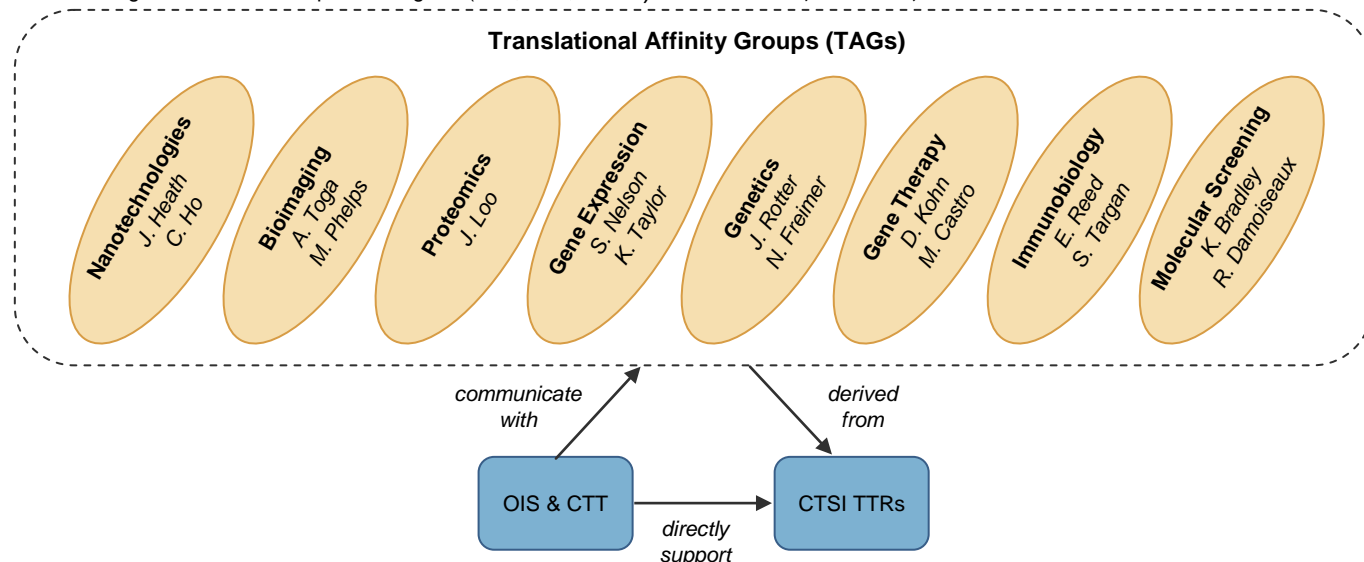 Translational Affinity Groups (TAGs)
Nanotechnologies
J. Heath
C. Ho
Bioimaging
A. Toga
M. Phelps
Proteomics
J. Loo
Gene Expression
S. Nelson
K. Taylor
Genetics
J. Rotter
N. Freimer
Gene Therapy
D. Kohn
M. Castro
Immunobiology
E. Reed
S. Targan
Molecular Screening
K. Bradley
R. Damoiseaux
communicate
with
derived
from
OIS & CTT
CTSI TTRs
directly
support